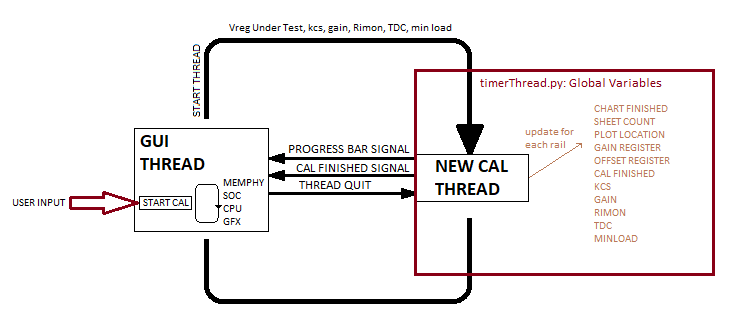 Vreg Under Test, kcs, gain, Rimon, TDC, min load
START THREAD
timerThread.py: Global Variables
CHART FINISHED
SHEET COUNT
PLOT LOCATION
GAIN REGISTER
OFFSET REGISTER
CAL FINISHED
KCS
GAIN
RIMON
TDC
MINLOAD
update for
each rail
GUI
THREAD
PROGRESS BAR SIGNAL
CAL FINISHED SIGNAL
THREAD QUIT
NEW CAL
THREAD
MEMPHY
SOC
CPU
GFX
USER INPUT
START CAL